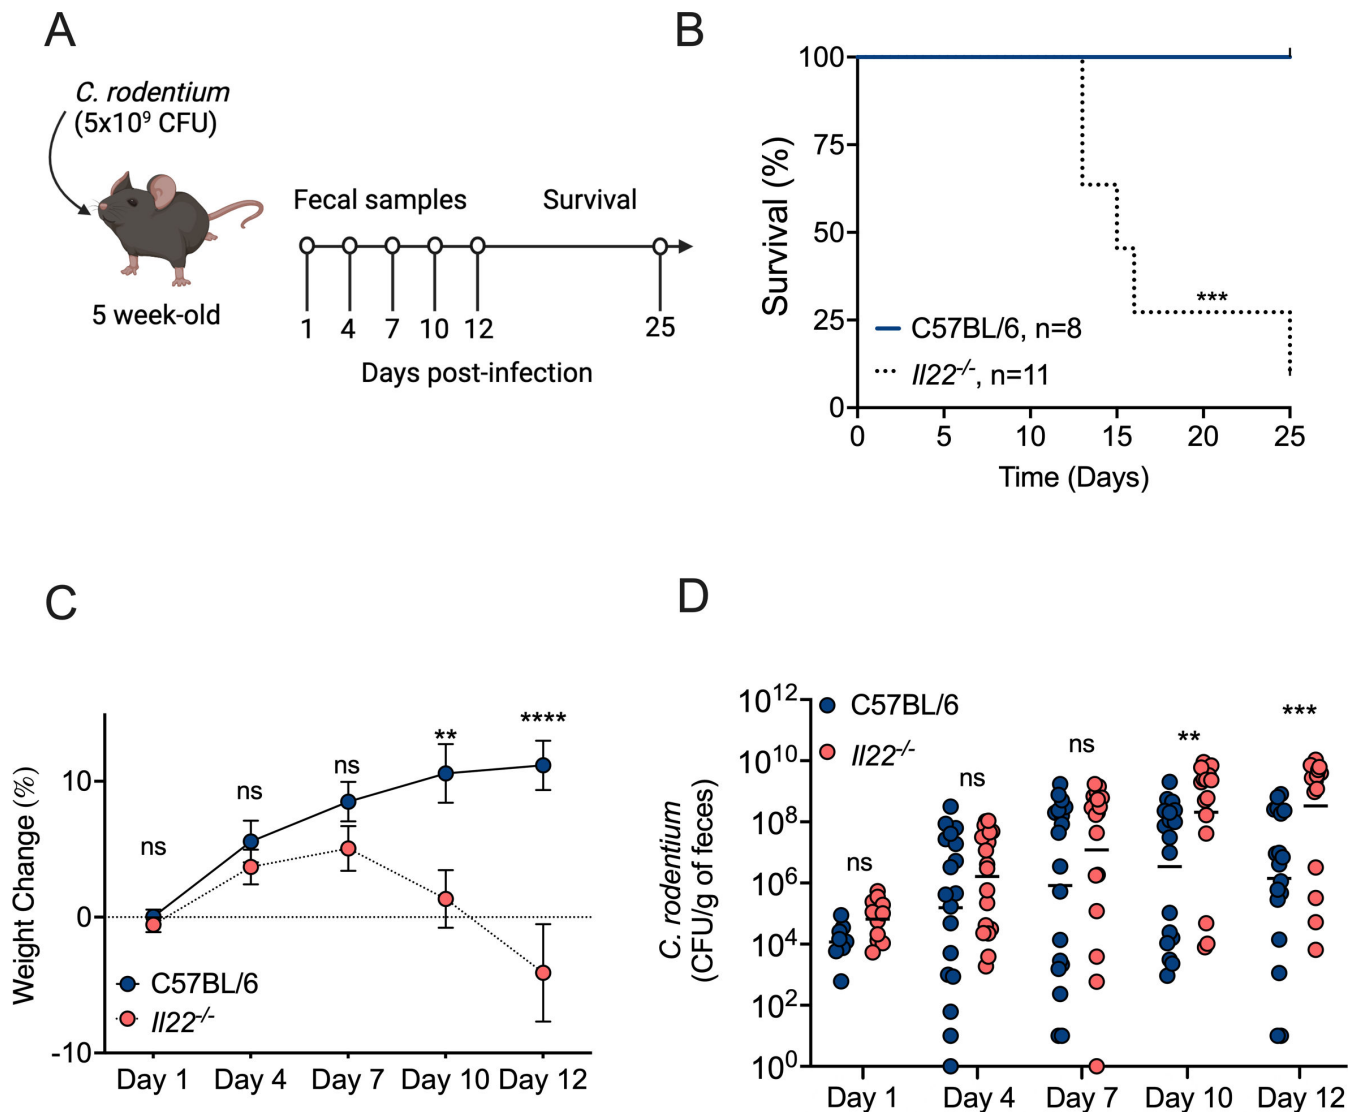 A
C. rodentium
(5x10⁹ CFU)
5 week-old
Fecal samples
Survival
1 4 7 10 12 25
Days post-infection
B
Survival (%)
100
75
50
25
0
***
C57BL/6, n=8
Il22⁻/⁻, n=11
0 5 10 15 20 25
Time (Days)
C
Weight Change (%)
10
0
-10
ns
ns
ns
**
****
C57BL/6
Il22⁻/⁻
Day 1 Day 4 Day 7 Day 10 Day 12
D
C. rodentium
(CFU/g of feces)
10¹²
10¹⁰
10⁸
10⁶
10⁴
10²
10⁰
C57BL/6
Il22⁻/⁻
ns
ns
ns
**
***
Day 1 Day 4 Day 7 Day 10 Day 12